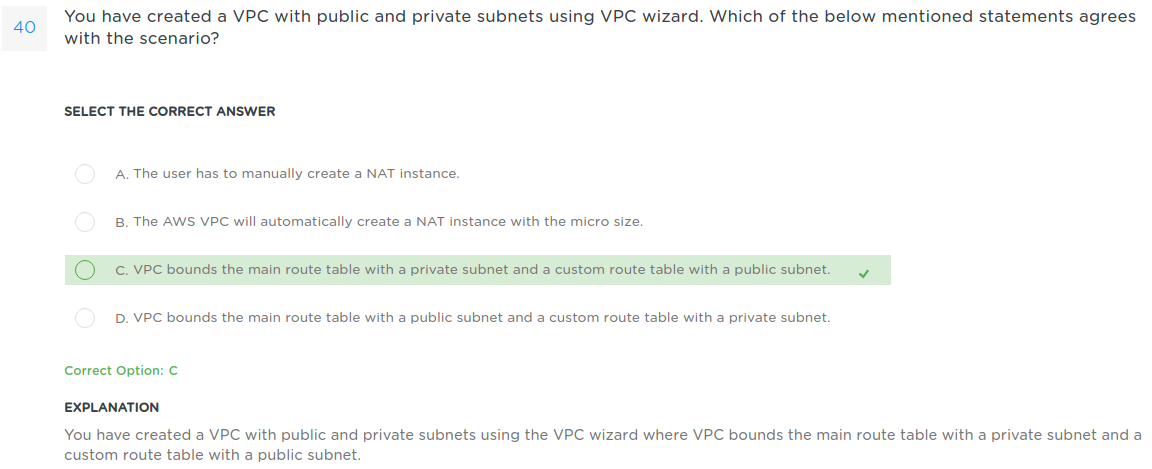 40
You have created a VPC with public and private subnets using VPC wizard. Which of the below mentioned statements agrees
with the scenario?
SELECT THE CORRECT ANSWER
A. The user has to manually create a NAT instance.
B. The AWS VPC will automatically create a NAT instance with the micro size.
C. VPC bounds the main route table with a private subnet and a custom route table with a public subnet.
D. VPC bounds the main route table with a public subnet and a custom route table with a private subnet.
Correct Option: C
EXPLANATION
You have created a VPC with public and private subnets using the VPC wizard where VPC bounds the main route table with a private subnet and a
custom route table with a public subnet.